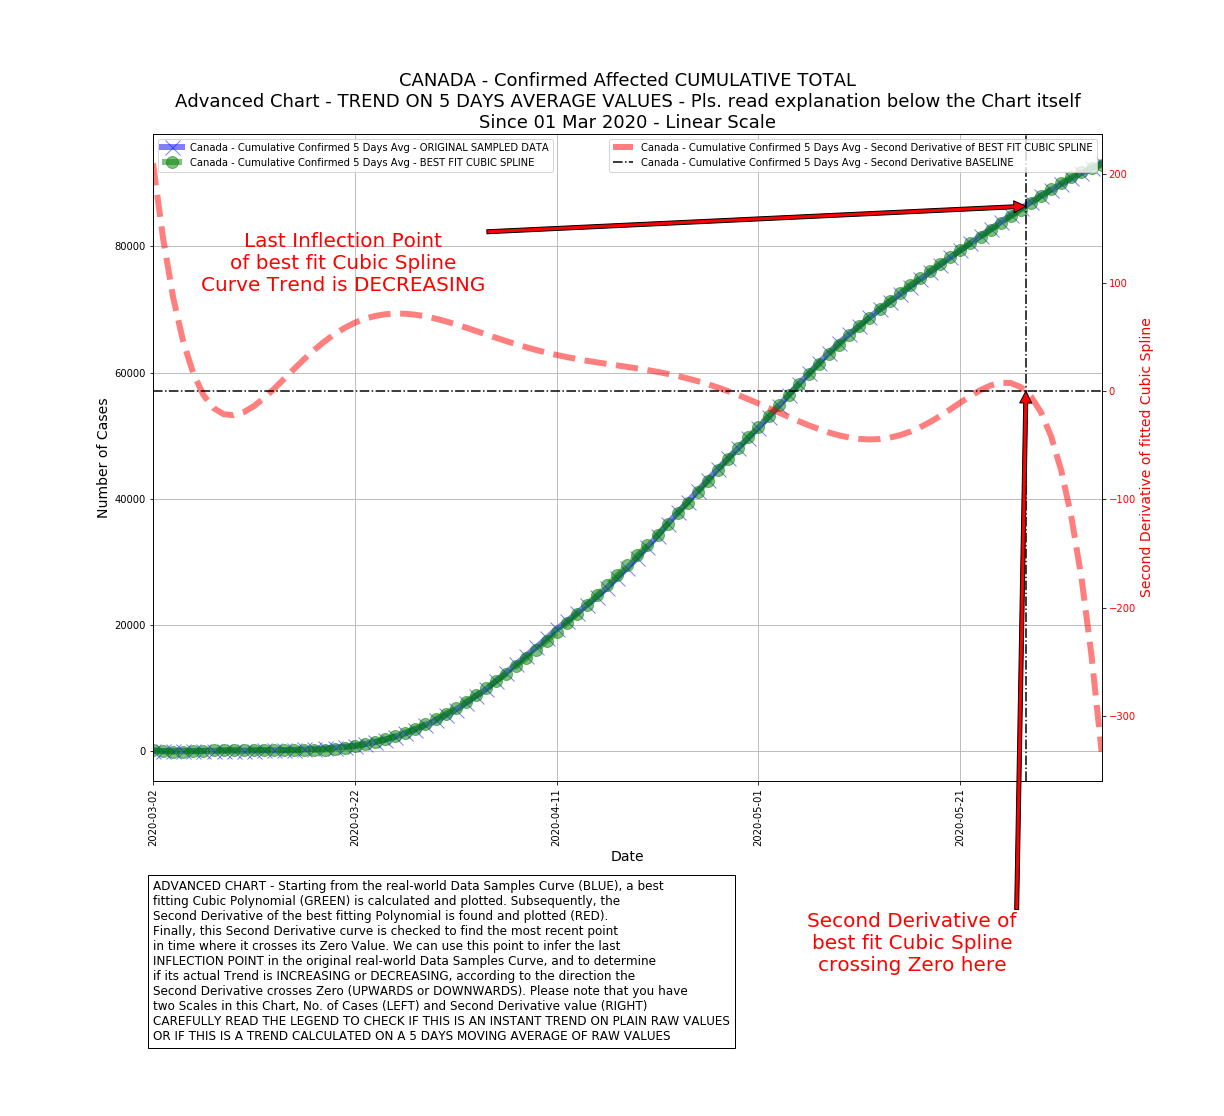 CANADA - Confirmed Affected CUMULATIVE TOTAL
Advanced Chart - TREND ON 5 DAYS AVERAGE VALUES - Pls. read explanation below the Chart itself
Since 01 Mar 2020 - Linear Scale
Canada - Cumulative Confirmed 5 Days Avg - ORIGINAL SAMPLED DATA
Canada - Cumulative Confirmed 5 Days Avg - BEST FIT CUBIC SPLINE
Canada - Cumulative Confirmed 5 Days Avg - Second Derivative of BEST FIT CUBIC SPLINE
Canada - Cumulative Confirmed 5 Days Avg - Second Derivative BASELINE
Last Inflection Point
of best fit Cubic Spline
Curve Trend is DECREASING
Number of Cases
80000
60000
40000
20000
0
200
100
0
−100
−200
−300
Second Derivative of fitted Cubic Spline
2020-03-02
2020-03-22
2020-04-11
2020-05-01
2020-05-21
Date
ADVANCED CHART - Starting from the real-world Data Samples Curve (BLUE), a best
fitting Cubic Polynomial (GREEN) is calculated and plotted. Subsequently, the
Second Derivative of the best fitting Polynomial is found and plotted (RED).
Finally, this Second Derivative curve is checked to find the most recent point
in time where it crosses its Zero Value. We can use this point to infer the last
INFLECTION POINT in the original real-world Data Samples Curve, and to determine
if its actual Trend is INCREASING or DECREASING, according to the direction the
Second Derivative crosses Zero (UPWARDS or DOWNWARDS). Please note that you have
two Scales in this Chart, No. of Cases (LEFT) and Second Derivative value (RIGHT)
CAREFULLY READ THE LEGEND TO CHECK IF THIS IS AN INSTANT TREND ON PLAIN RAW VALUES
OR IF THIS IS A TREND CALCULATED ON A 5 DAYS MOVING AVERAGE OF RAW VALUES
Second Derivative of
best fit Cubic Spline
crossing Zero here